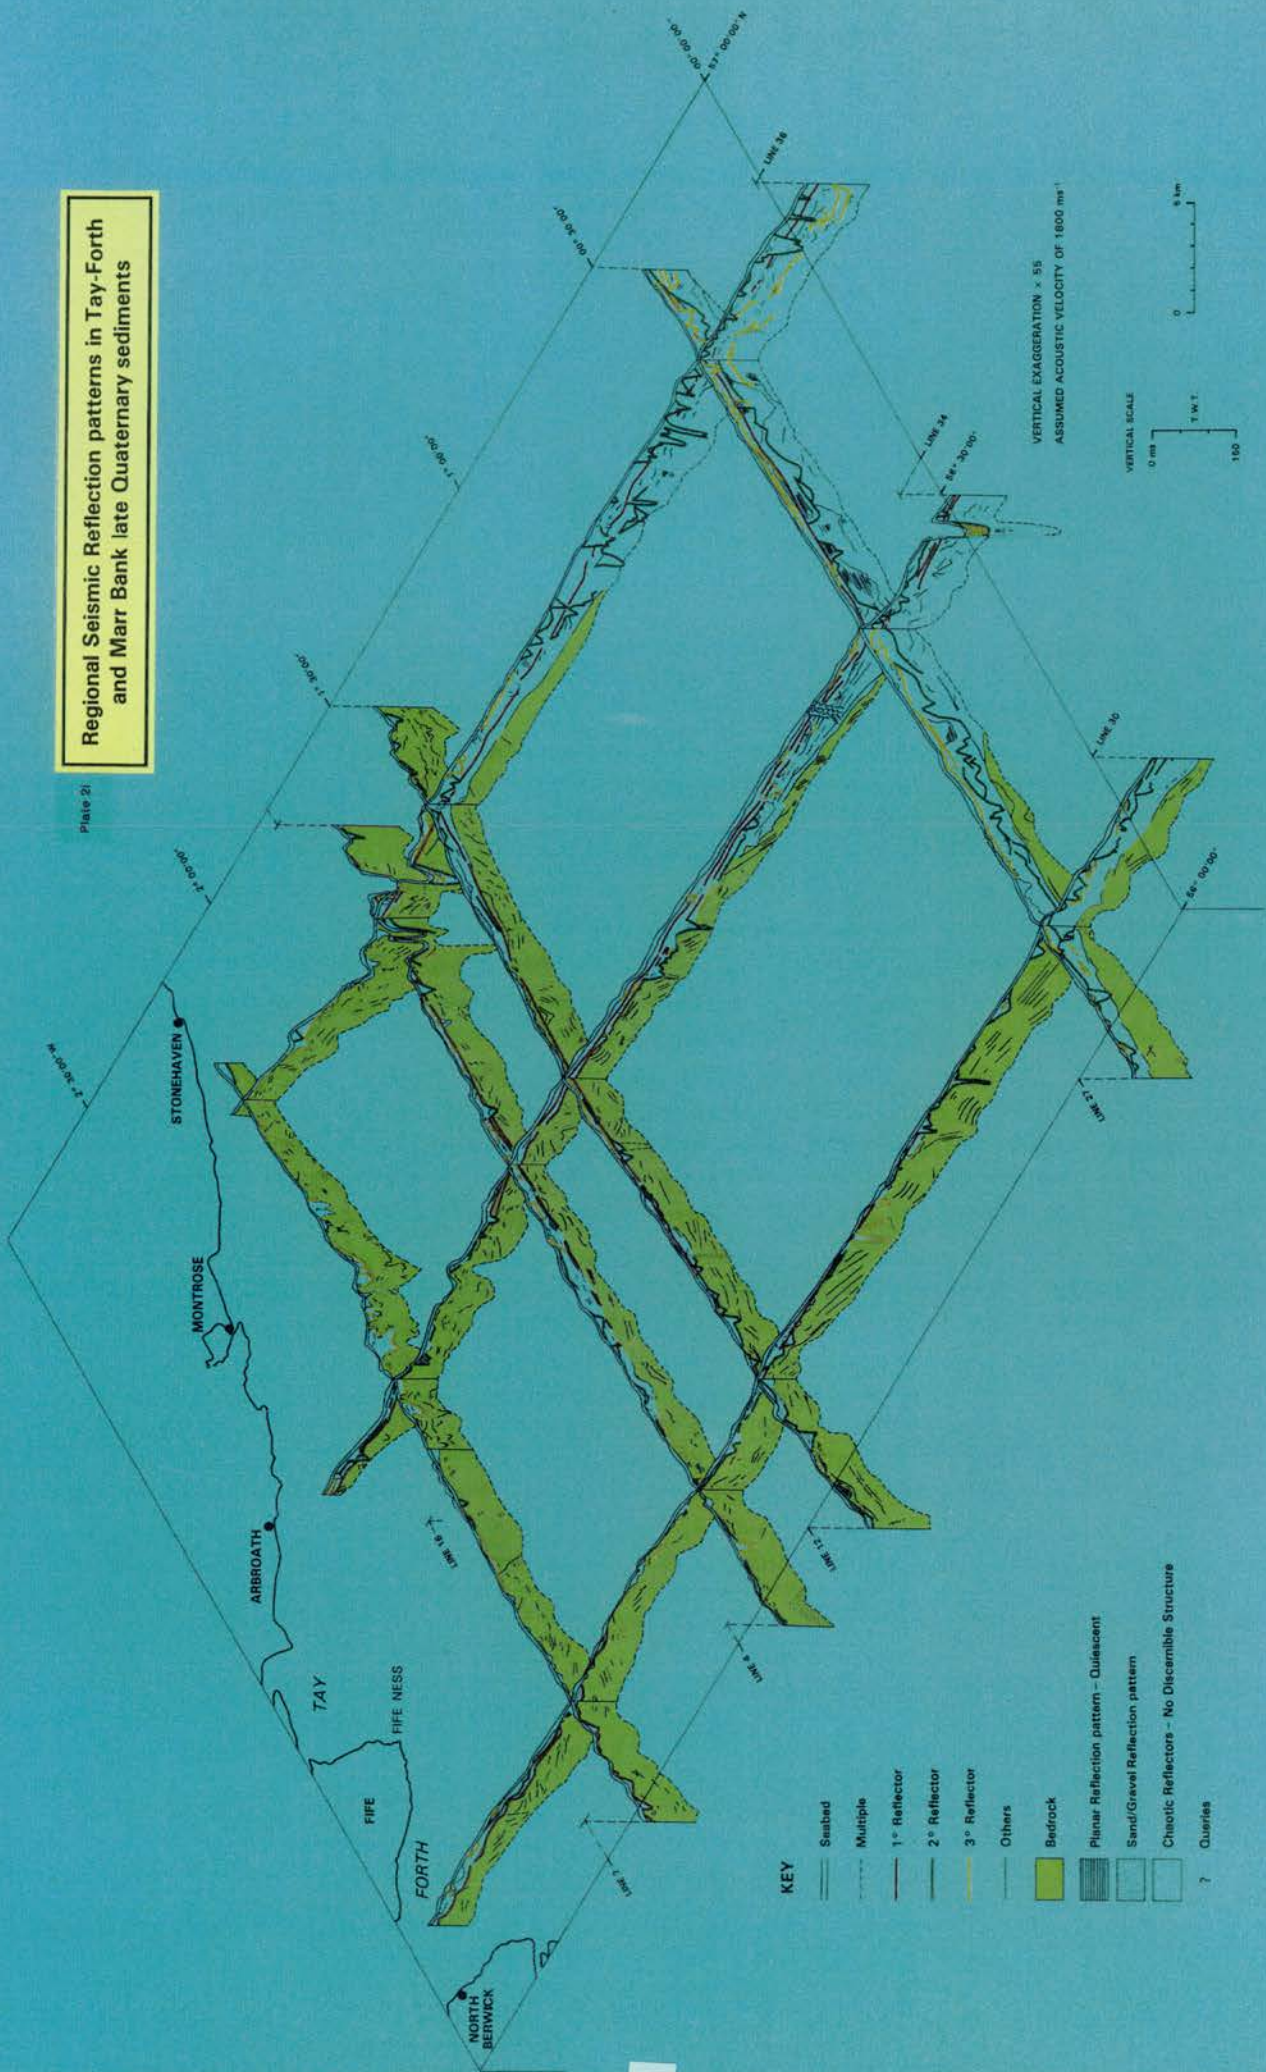 Plate 2i
Regional Seismic Reflection patterns in Tay-Forth
and Marr Bank late Quaternary sediments
2° 30' 00" W
2° 00' 00"
1° 30' 00"
1° 00' 00"
00° 30' 00"
00° 00' 00"
57° 00' 00" N
56° 30' 00"
56° 00' 00"
STONEHAVEN
MONTROSE
ARBROATH
TAY
FIFE NESS
FIFE
FORTH
NORTH
BERWICK
LINE 36
LINE 34
LINE 30
LINE 27
LINE 16
LINE 12
LINE 4
VERTICAL EXAGGERATION × 55
ASSUMED ACOUSTIC VELOCITY OF 1800 ms⁻¹
VERTICAL SCALE
0 ms
T.W.T.
150
0
5 km
KEY
Seabed
Multiple
1° Reflector
2° Reflector
3° Reflector
Others
Bedrock
Planar Reflection pattern – Quiescent
Sand/Gravel Reflection pattern
Chaotic Reflectors – No Discernible Structure
? Queries